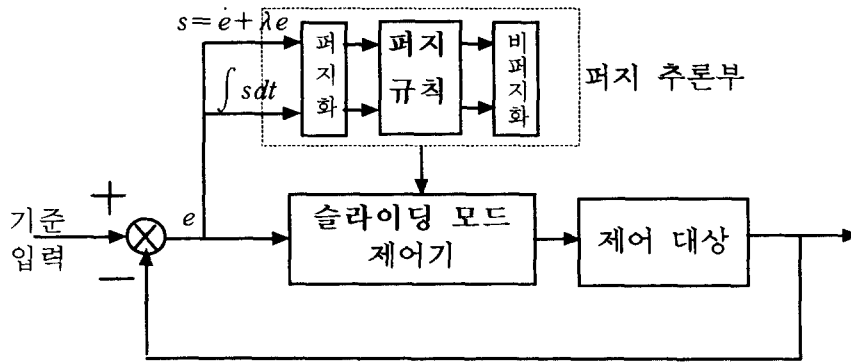 s = ė + λe
∫ sdt
퍼지화
퍼지
규칙
비퍼지화
퍼지 추론부
+
기준
입력
−
e
슬라이딩 모드
제어기
제어 대상